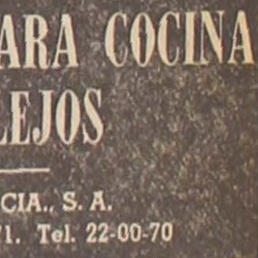 ARA COCINA
LEJOS
CIA., S. A.
71. Tel. 22-00-70